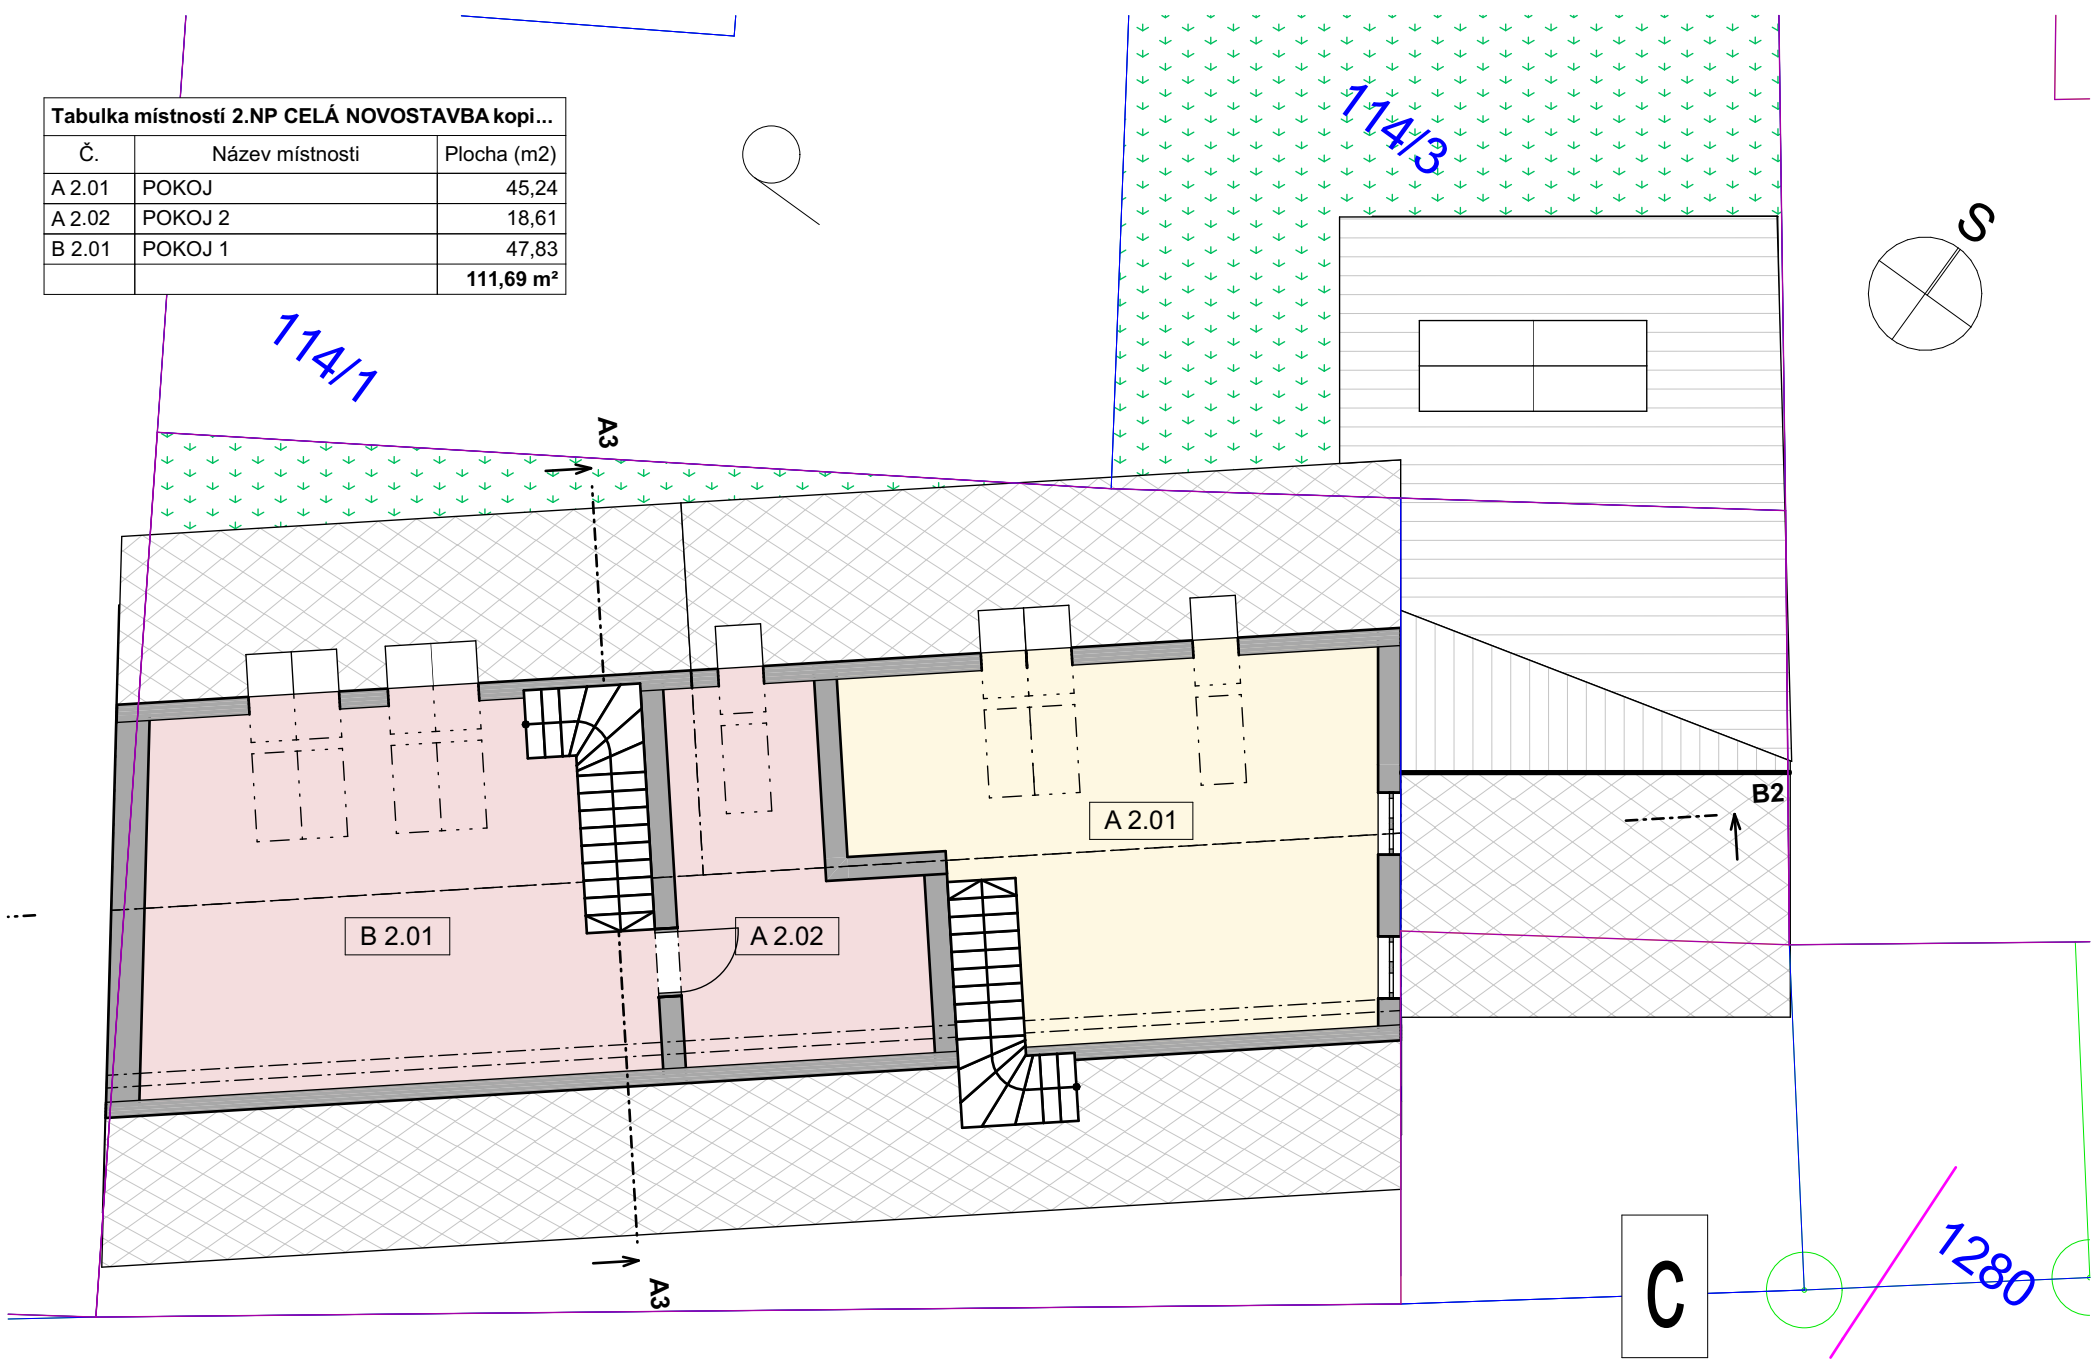 Tabulka místností 2.NP CELÁ NOVOSTAVBA kopi...
Č. Název místnosti Plocha (m2)
A 2.01 POKOJ 45,24
A 2.02 POKOJ 2 18,61
B 2.01 POKOJ 1 47,83
111,69 m²
114/3
S
114/1
A3
B2
A 2.01
B 2.01
A 2.02
A3
C
1280